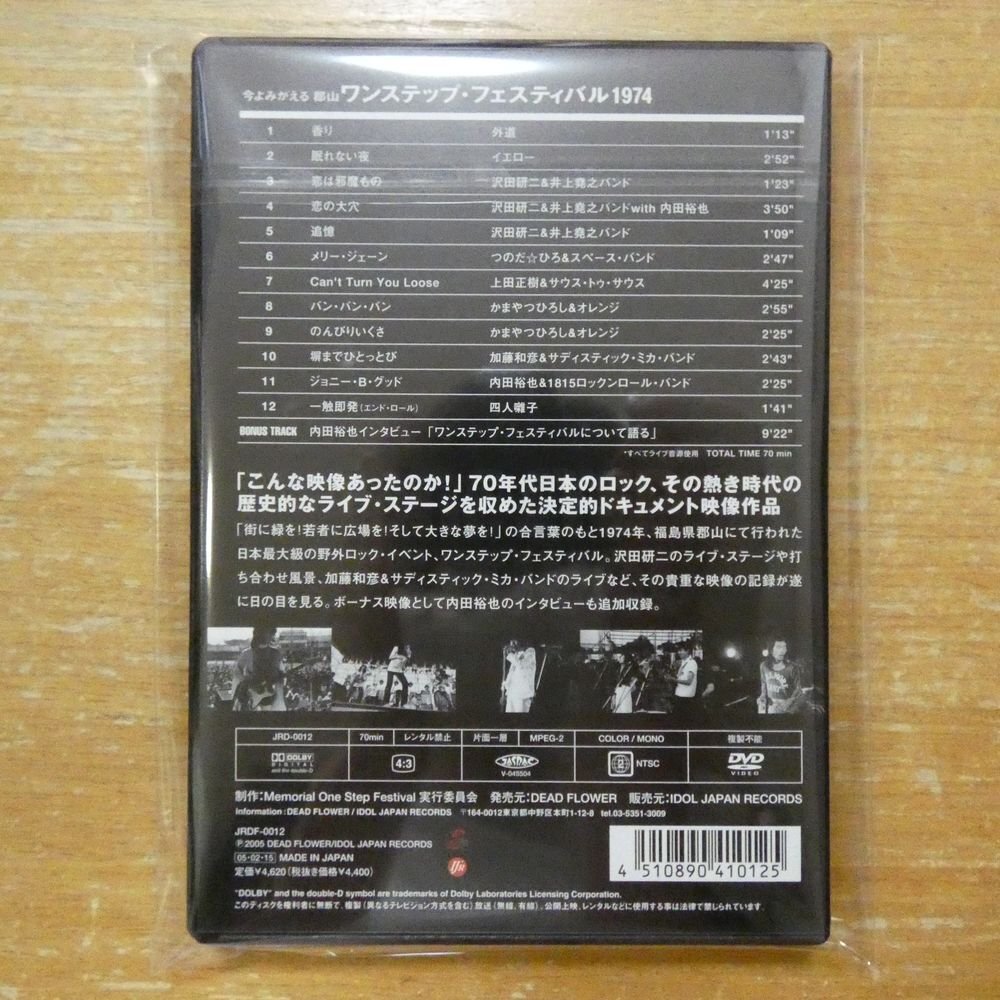 今よみがえる 郡山 ワンステップ・フェスティバル1974
1 香り 外道 1'13"
2 眠れない夜 イエロー 2'52"
3 恋は邪魔もの 沢田研二&井上堯之バンド 1'23"
4 恋の大穴 沢田研二&井上堯之バンドwith 内田裕也 3'50"
5 追憶 沢田研二&井上堯之バンド 1'09"
6 メリー・ジェーン つのだ☆ひろ&スペース・バンド 2'47"
7 Can't Turn You Loose 上田正樹&サウス・トゥ・サウス 4'25"
8 バン・バン・バン かまやつひろし&オレンジ 2'55"
9 のんびりいくさ かまやつひろし&オレンジ 2'25"
10 塀までひとっとび 加藤和彦&サディスティック・ミカ・バンド 2'43"
11 ジョニー・B・グッド 内田裕也&1815ロックンロール・バンド 2'25"
12 一触即発(エンド・ロール) 四人囃子 1'41"
BONUS TRACK 内田裕也インタビュー「ワンステップ・フェスティバルについて語る」 9'22"
*すべてライブ音源使用 TOTAL TIME 70 min
「こんな映像あったのか!」70年代日本のロック、その熱き時代の
歴史的なライブ・ステージを収めた決定的ドキュメント映像作品
「街に緑を!若者に広場を!そして大きな夢を!」の合言葉のもと1974年、福島県郡山にて行われた
日本最大級の野外ロック・イベント、ワンステップ・フェスティバル。沢田研二のライブ・ステージや打
ち合わせ風景、加藤和彦&サディスティック・ミカ・バンドのライブなど、その貴重な映像の記録が遂
に日の目を見る。ボーナス映像として内田裕也のインタビューも追加収録。
JRD-0012 70min レンタル禁止 片面一層 MPEG-2 COLOR / MONO 複製不能
DOLBY DIGITAL and the double-D 4:3 JASRAC V-045504 2 NTSC DVD VIDEO
制作:Memorial One Step Festival 実行委員会 発売元:DEAD FLOWER 販売元:IDOL JAPAN RECORDS
information:DEAD FLOWER / IDOL JAPAN RECORDS 〒164-0012東京都中野区本町1-12-8 tel.03-5351-3009
JRDF-0012
Ⓟ2005 DEAD FLOWER/IDOL JAPAN RECORDS
05・02・15 MADE IN JAPAN
定価¥4,620(税抜き価格¥4,400)
IJR
4 510890 410125
"DOLBY" and the double-D symbol are trademarks of Dolby Laboratories Licensing Corporation.
このディスクを権利者に無断で、複製(異なるテレビジョン方式を含む)放送(無線、有線)、公開上映、レンタルなどに使用する事は法律で禁じられています。